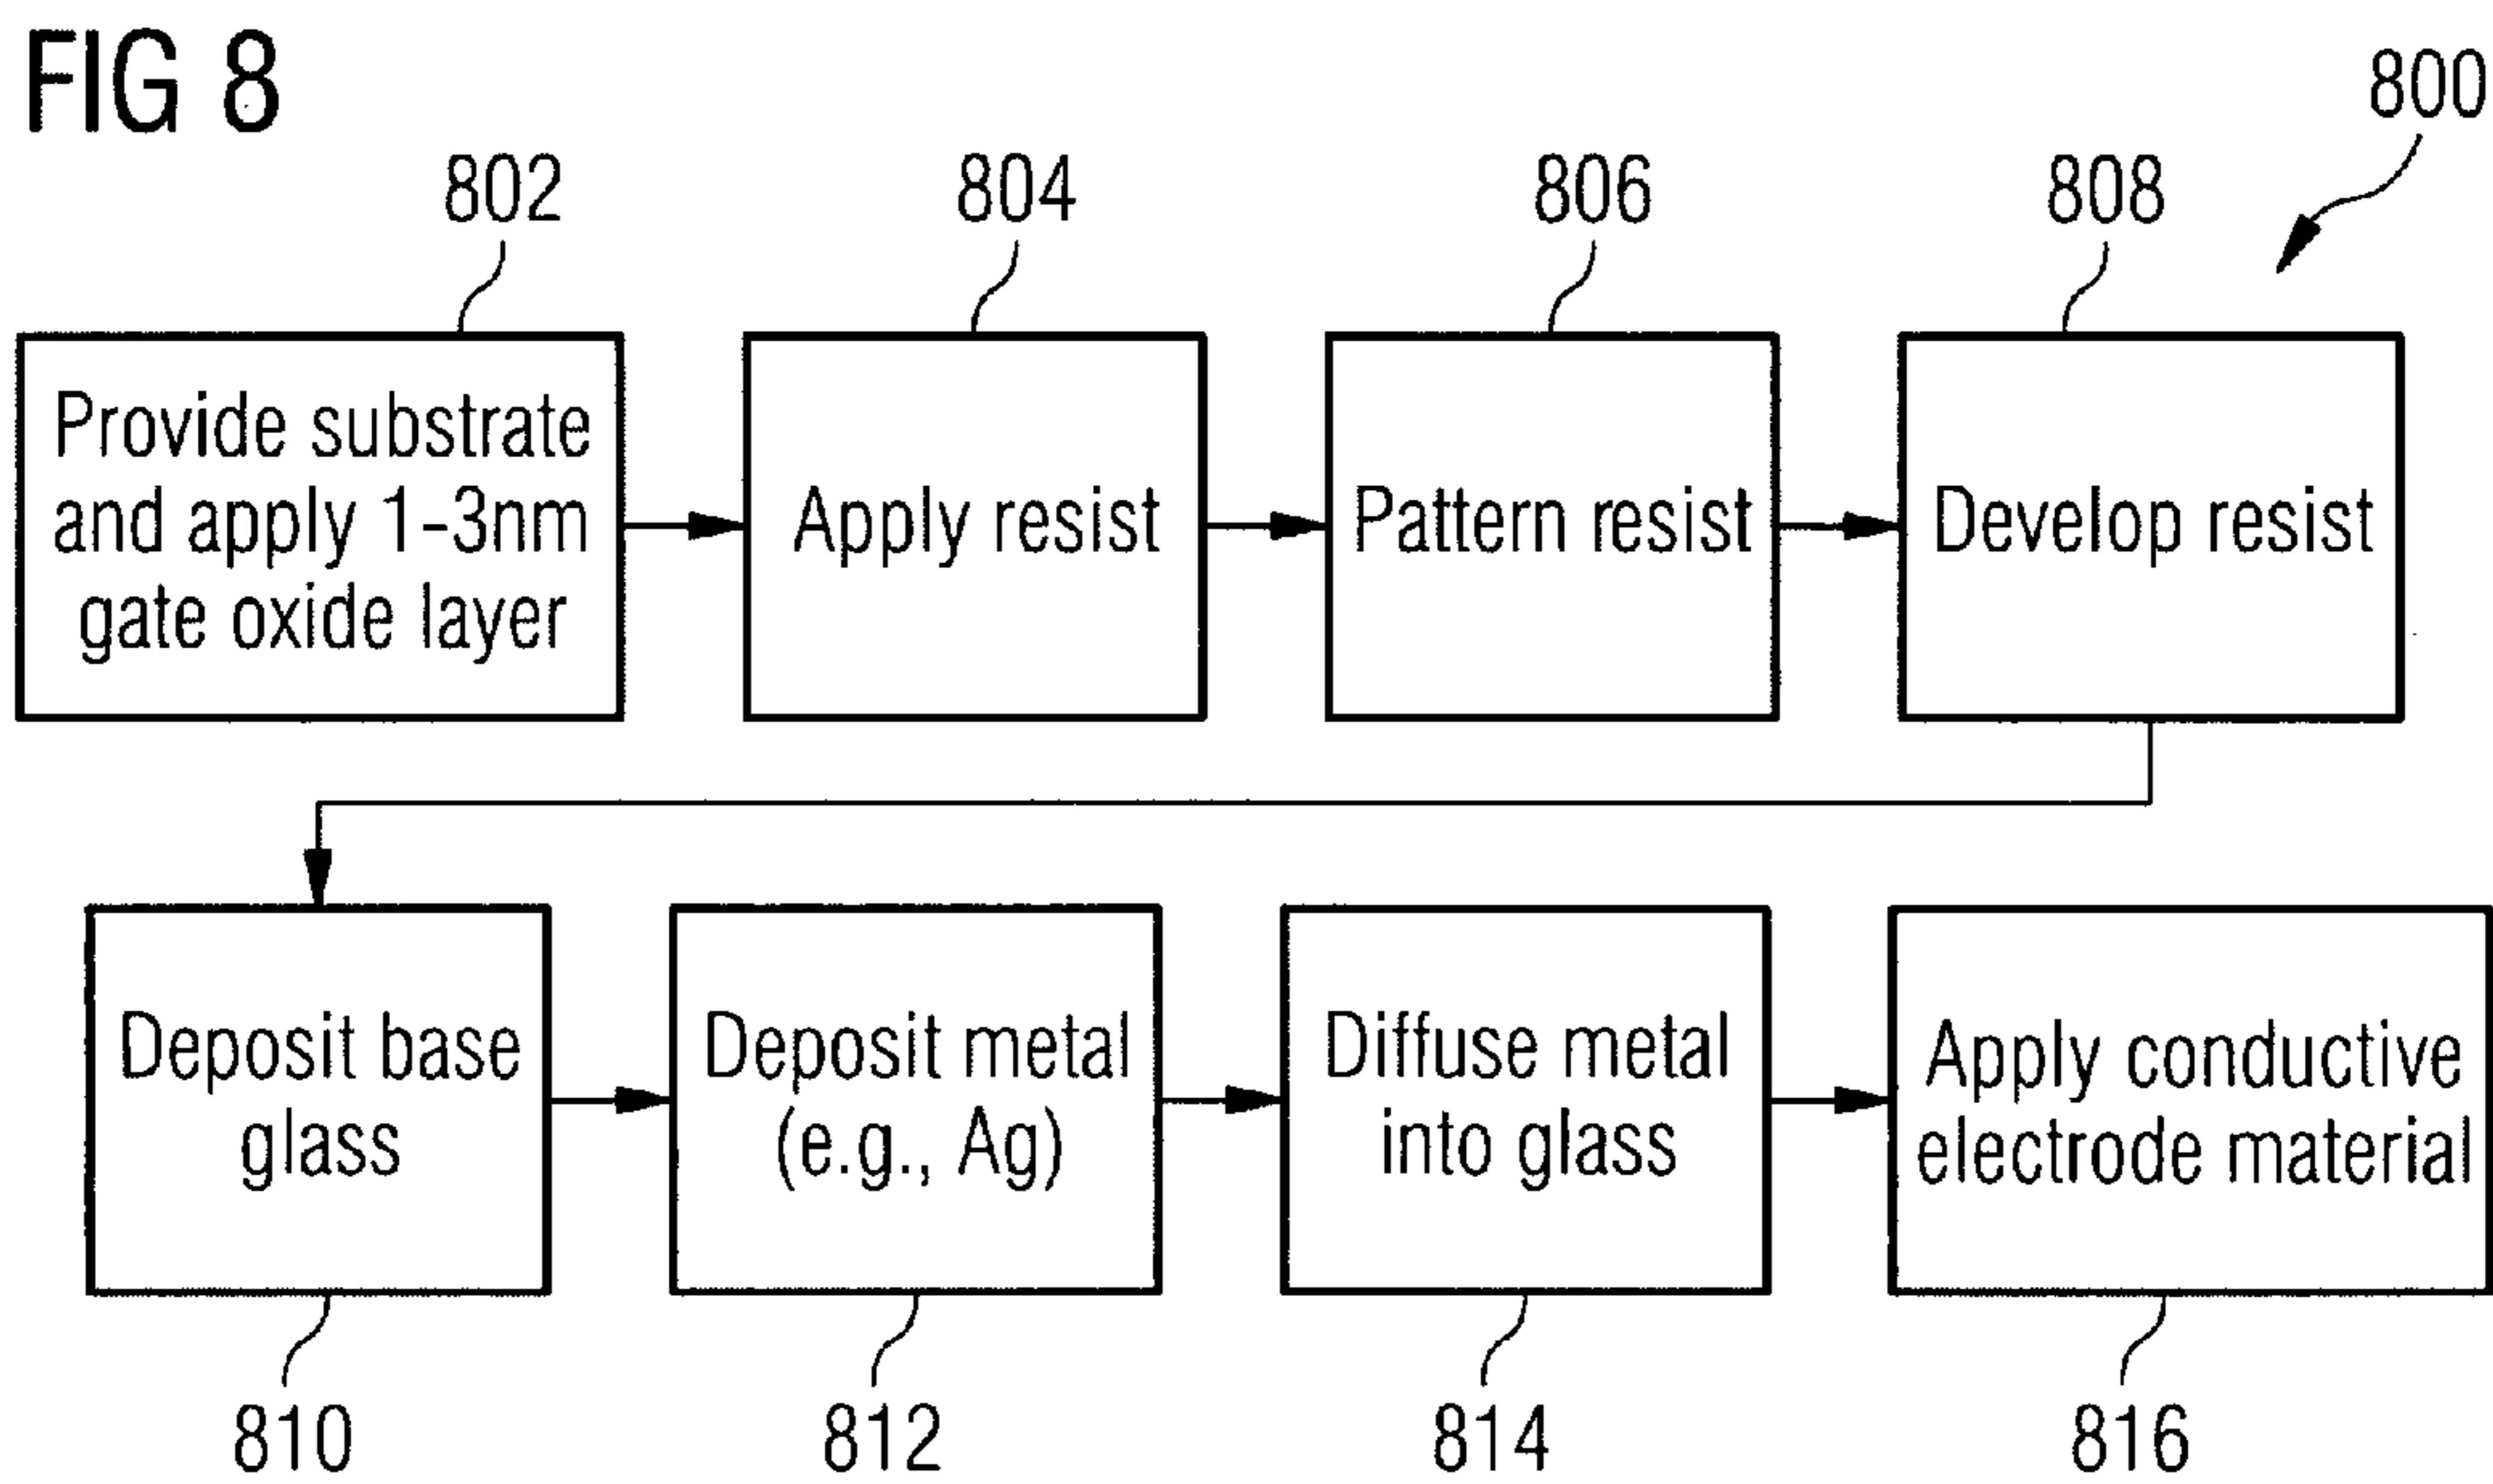 FIG 8
800
802
804
806
808
Provide substrate
and apply 1-3nm
gate oxide layer
Apply resist
Pattern resist
Develop resist
Deposit base
glass
Deposit metal
(e.g., Ag)
Diffuse metal
into glass
Apply conductive
electrode material
810
812
814
816